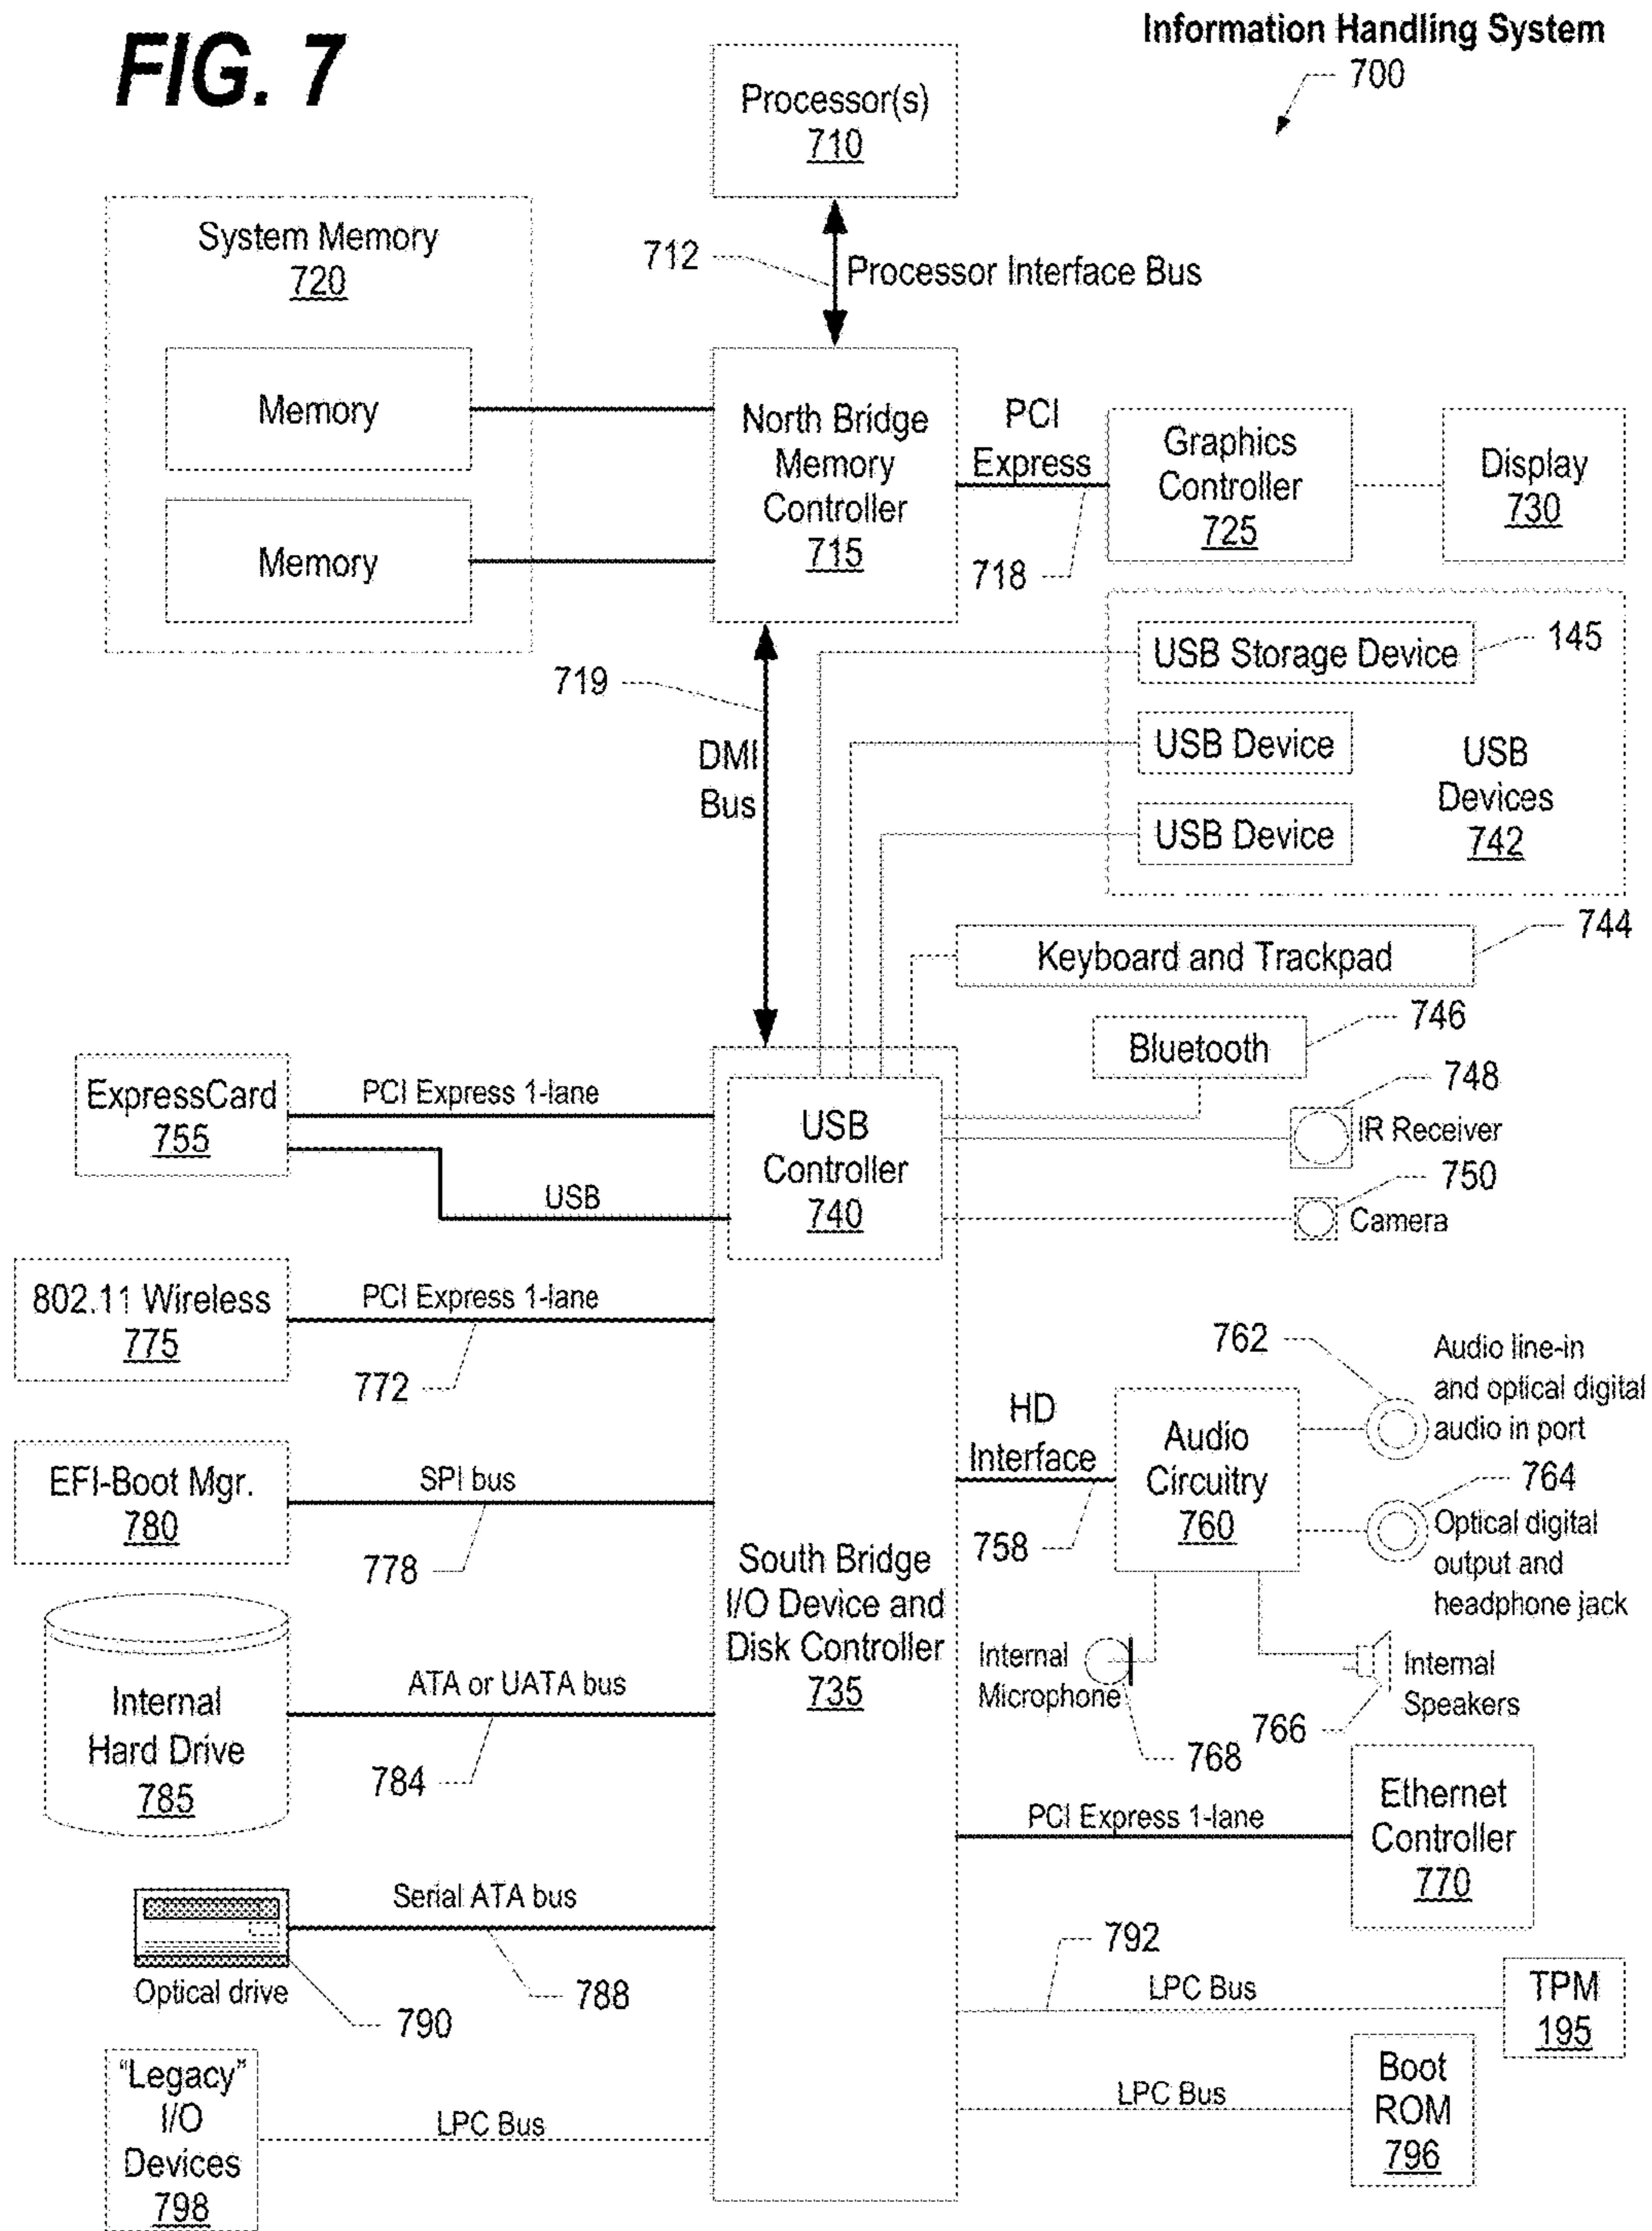 FIG. 7
Information Handling System
700
Processor(s)
710
System Memory
720
Memory
Memory
712
Processor Interface Bus
North Bridge
Memory
Controller
715
PCI
Express
718
Graphics
Controller
725
Display
730
719
DMI
Bus
USB Storage Device
145
USB Device
USB Device
USB
Devices
742
Keyboard and Trackpad
744
Bluetooth
746
748
IR Receiver
750
Camera
ExpressCard
755
PCI Express 1-lane
USB
USB
Controller
740
802.11 Wireless
775
PCI Express 1-lane
772
EFI-Boot Mgr.
780
SPI bus
778
Internal
Hard Drive
785
ATA or UATA bus
784
South Bridge
I/O Device and
Disk Controller
735
HD
Interface
758
Audio
Circuitry
760
762
Audio line-in
and optical digital
audio in port
764
Optical digital
output and
headphone jack
Internal
Microphone
768
766
Internal
Speakers
PCI Express 1-lane
Ethernet
Controller
770
Optical drive
790
Serial ATA bus
788
792
LPC Bus
TPM
195
LPC Bus
Boot
ROM
796
“Legacy”
I/O
Devices
798
LPC Bus